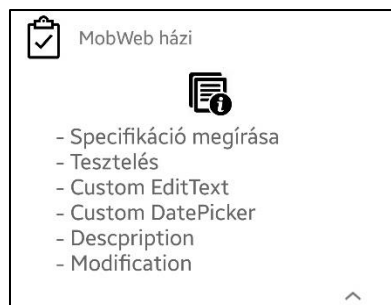 MobWeb házi
- Specifikáció megírása
- Tesztelés
- Custom EditText
- Custom DatePicker
- Descpription
- Modification